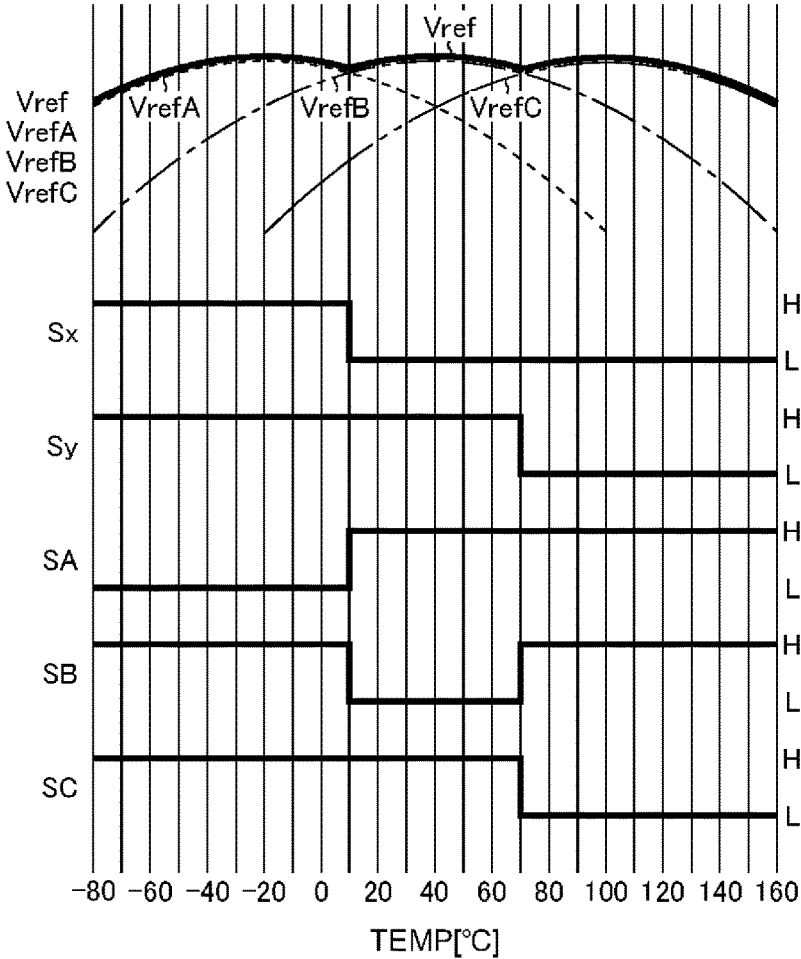 Vref
Vref
VrefA
VrefB
VrefC
VrefA
VrefB
VrefC
H
Sx
L
H
Sy
L
H
SA
L
H
SB
L
H
SC
L
−80 −60 −40 −20 0 20 40 60 80 100 120 140 160
TEMP[°C]